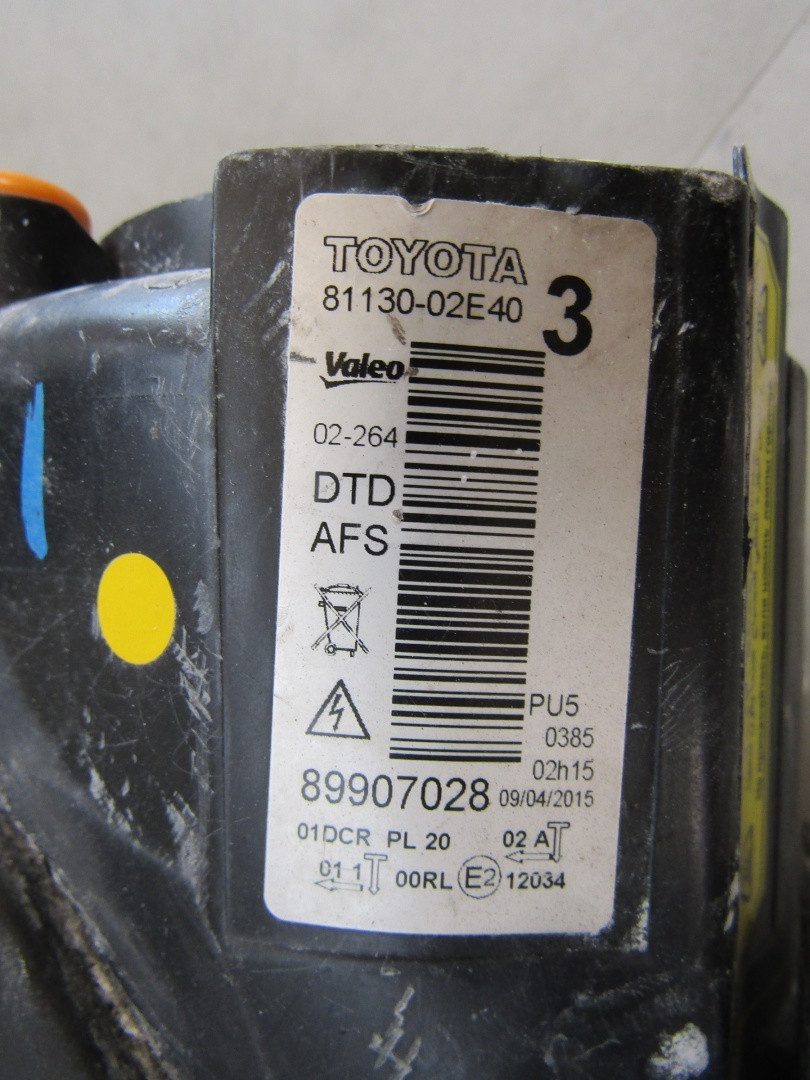 TOYOTA
81130-02E40
3
Valeo
02-264
DTD
AFS
PU5
0385
02h15
89907028
09/04/2015
01DCR PL 20
02 A
01 1
00RL E2 12034